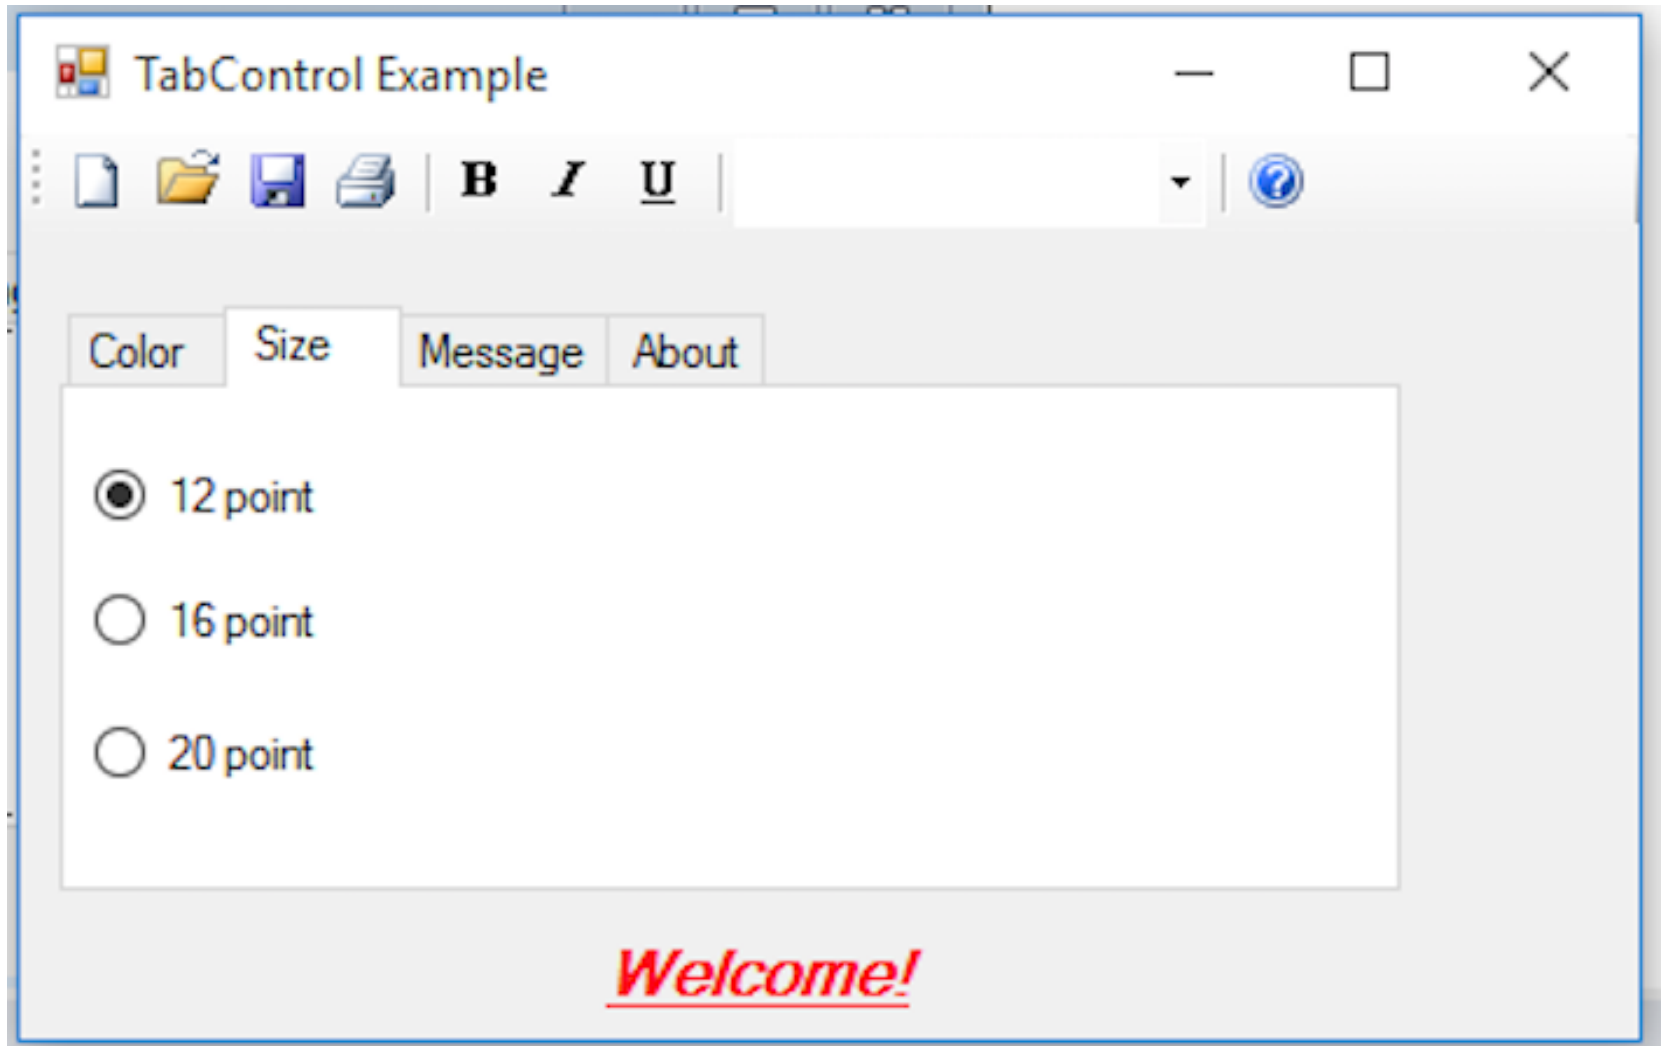 TabControl Example
B I U
Color Size Message About
12 point
16 point
20 point
Welcome!